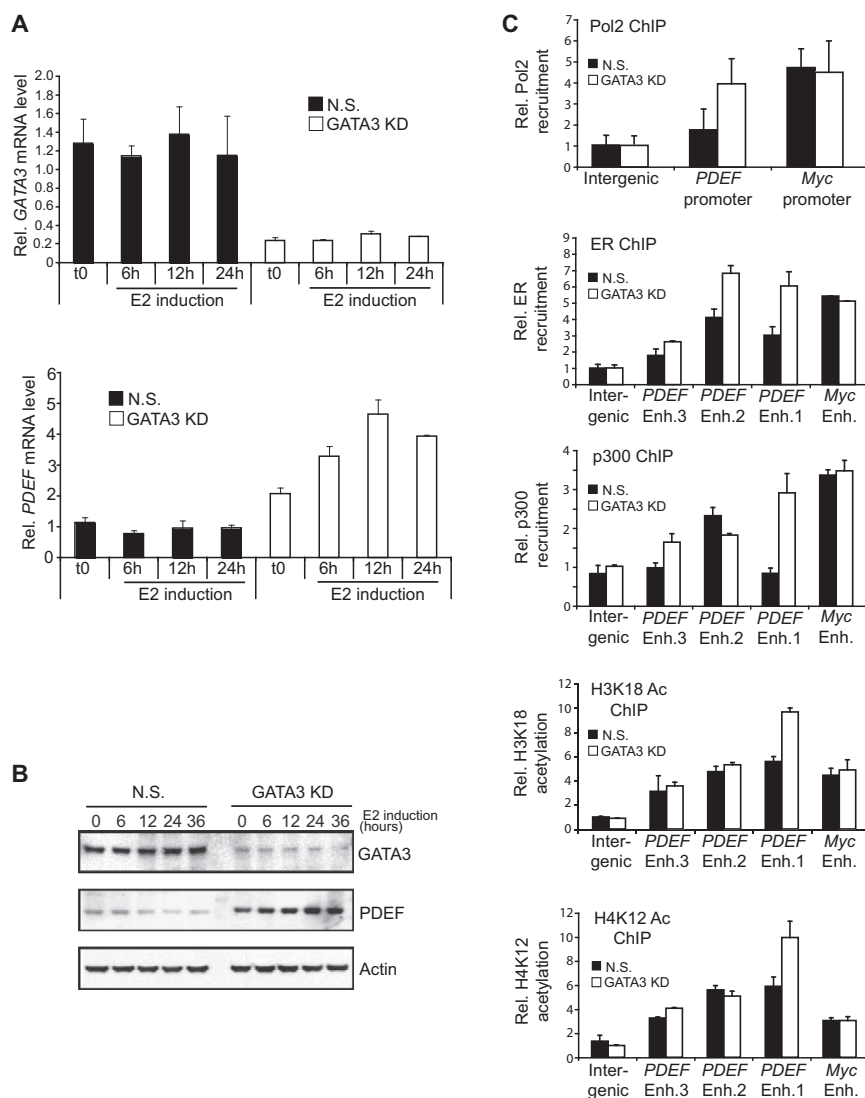 A
Rel. GATA3 mRNA level
2.0
1.8
1.6
1.4
1.2
1.0
0.8
0.6
0.4
0.2
N.S.
GATA3 KD
t0 6h 12h 24h t0 6h 12h 24h
E2 induction E2 induction
Rel. PDEF mRNA level
6
5
4
3
2
1
0
N.S.
GATA3 KD
t0 6h 12h 24h t0 6h 12h 24h
E2 induction E2 induction
B
N.S. GATA3 KD
0 6 12 24 36 0 6 12 24 36 E2 induction (hours)
GATA3
PDEF
Actin
C
Pol2 ChIP
N.S.
GATA3 KD
Rel. Pol2
recruitment
8
7
6
5
4
3
2
1
0
Intergenic PDEF Myc
promoter promoter
ER ChIP
N.S.
GATA3 KD
Rel. ER
recruitment
9
8
7
6
5
4
3
2
1
0
Inter- PDEF PDEF PDEF Myc
genic Enh.3 Enh.2 Enh.1 Enh.
p300 ChIP
N.S.
GATA3 KD
Rel. p300
recruitment
4
3
2
1
0
Inter- PDEF PDEF PDEF Myc
genic Enh.3 Enh.2 Enh.1 Enh.
H3K18 Ac
ChIP
N.S.
GATA3 KD
Rel. H3K18
acetylation
12
10
8
6
4
2
0
Inter- PDEF PDEF PDEF Myc
genic Enh.3 Enh.2 Enh.1 Enh.
H4K12 Ac
ChIP
N.S.
GATA3 KD
Rel. H4K12
acetylation
12
10
8
6
4
2
0
Inter- PDEF PDEF PDEF Myc
genic Enh.3 Enh.2 Enh.1 Enh.